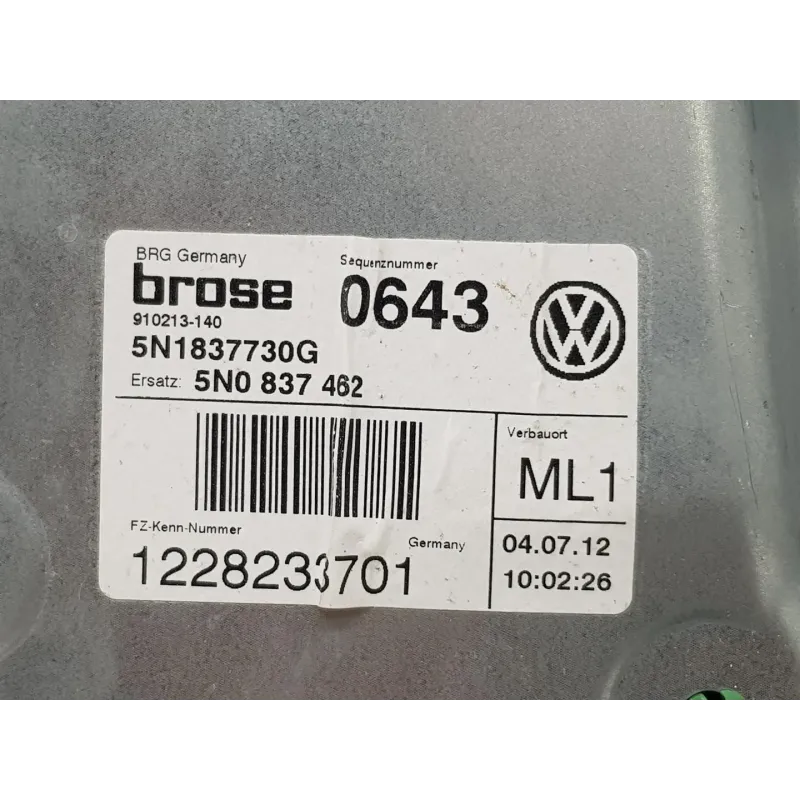 BRG Germany
brose
910213-140
5N1837730G
Ersatz: 5N0 837 462
Sequenznummer
0643
VW
Verbauort
ML1
FZ-Kenn-Nummer
Germany
1228233701
04.07.12
10:02:26